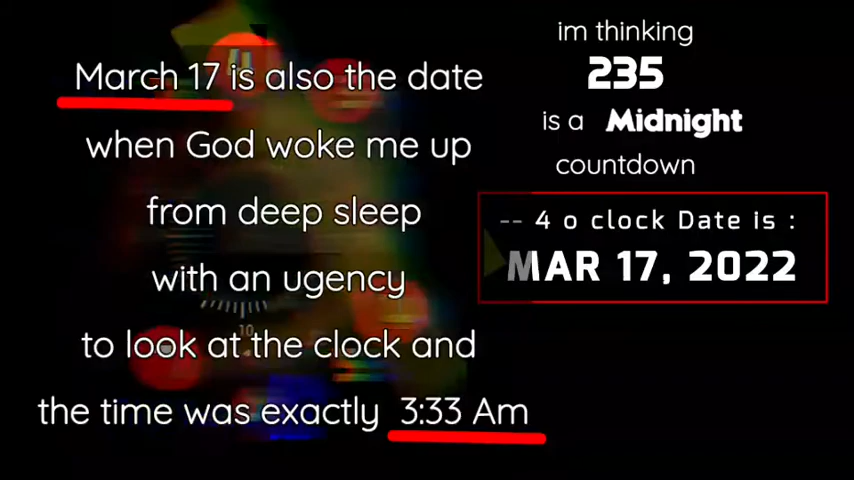 March 17 is also the date
when God woke me up
from deep sleep
with an ugency
10
to look at the clock and
the time was exactly 3:33 Am
im thinking
235
is a Midnight
countdown
-- 4 o clock Date is :
MAR 17, 2022